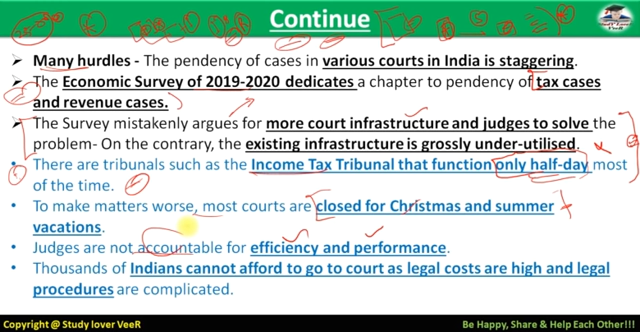 Continue
Many hurdles - The pendency of cases in various courts in India is staggering.
The Economic Survey of 2019-2020 dedicates a chapter to pendency of tax cases
and revenue cases.
The Survey mistakenly argues for more court infrastructure and judges to solve the
problem- On the contrary, the existing infrastructure is grossly under-utilised.
There are tribunals such as the Income Tax Tribunal that function only half-day most
of the time.
To make matters worse, most courts are closed for Christmas and summer
vacations.
Judges are not accountable for efficiency and performance.
Thousands of Indians cannot afford to go to court as legal costs are high and legal
procedures are complicated.
Copyright @ Study lover VeeR
Be Happy, Share & Help Each Other!!!